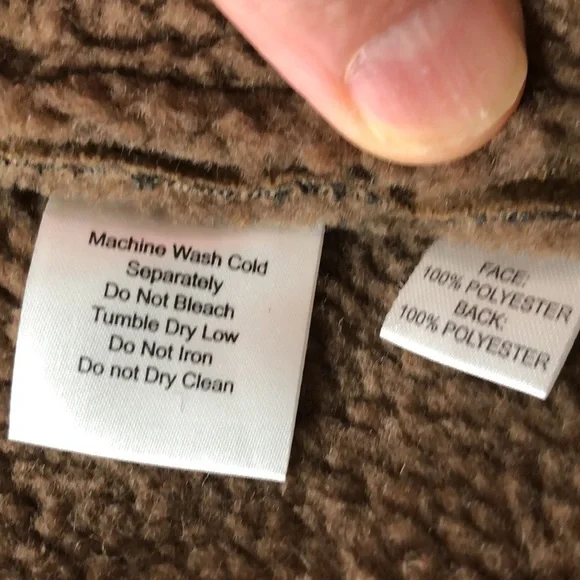 Machine Wash Cold
Separately
Do Not Bleach
Tumble Dry Low
Do Not Iron
Do not Dry Clean
FACE:
100% POLYESTER
BACK:
100% POLYESTER